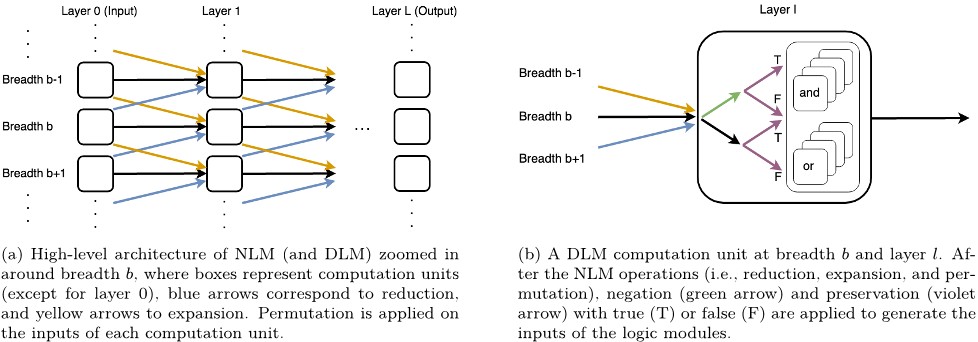 Layer 0 (Input)
Layer 1
Layer L (Output)
Breadth b-1
Breadth b
...
Breadth b+1
(a) High-level architecture of NLM (and DLM) zoomed in
around breadth b, where boxes represent computation units
(except for layer 0), blue arrows correspond to reduction,
and yellow arrows to expansion. Permutation is applied on
the inputs of each computation unit.
Layer l
Breadth b-1
Breadth b
Breadth b+1
T
F
T
F
and
or
(b) A DLM computation unit at breadth b and layer l. Af-
ter the NLM operations (i.e., reduction, expansion, and per-
mutation), negation (green arrow) and preservation (violet
arrow) with true (T) or false (F) are applied to generate the
inputs of the logic modules.